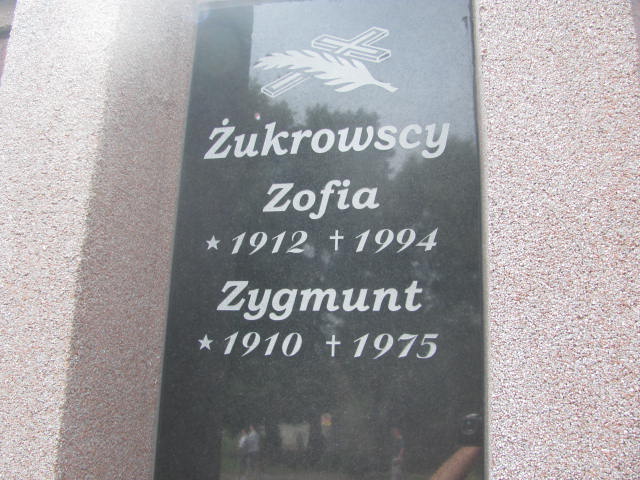 Żukrowscy
Zofia
★ 1912 † 1994
Zygmunt
★ 1910 † 1975